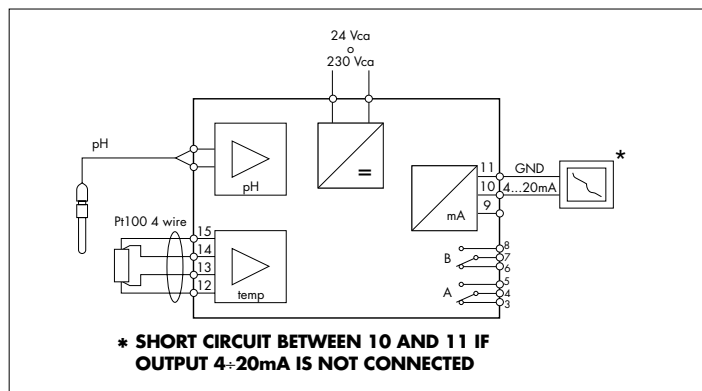 24 Vca
o
230 Vca
pH
pH
=
mA
11 GND
10 4...20mA
9
*
Pt100 4 wire
15
14
13
12
temp
8
B 7
6
5
A 4
3
* SHORT CIRCUIT BETWEEN 10 AND 11 IF
OUTPUT 4÷20mA IS NOT CONNECTED